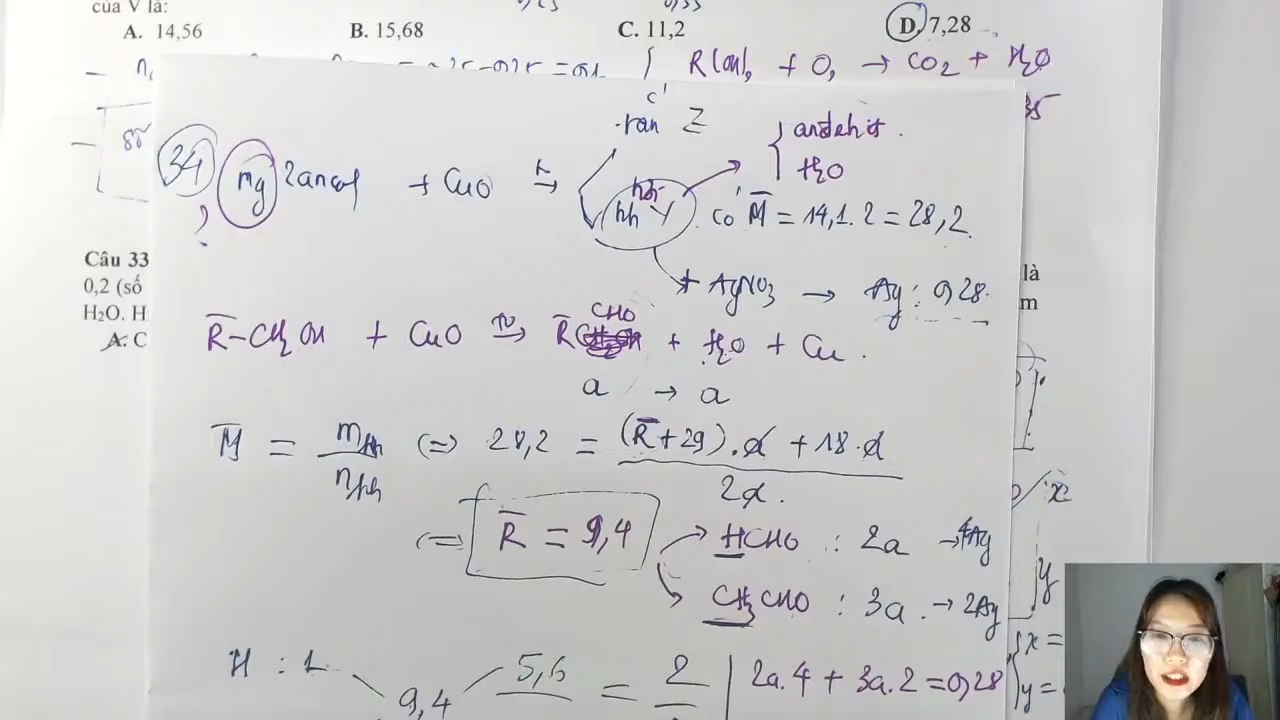 của V là:
A. 14,56 B. 15,68 C. 11,2 D. 7,28
R(OH)₂ + O₂ → CO₂ + H₂O
rắn Z
{ anđehit.
H₂O
34 mg 2 ancol + CuO →
hh Y có M̄ = 14,1.2 = 28,2
+ AgNO₃ → Ag: 0,28.
?
Câu 33
0,2 (số
H₂O. H
A. C
là
m
R̄-CH₂OH + CuO → R̄CHO + H₂O + Cu.
a → a
M̄ = mhh / nhh (=) 28,2 = (R̄+29).a + 18.a / 2a.
(=) R̄ = 9,4
HCHO : 2a → 4Ag
CH₃CHO : 3a. → 2Ag
H : 1 5,6 = 2 | 2a.4 + 3a.2 = 0,28
9,4
x =
y =